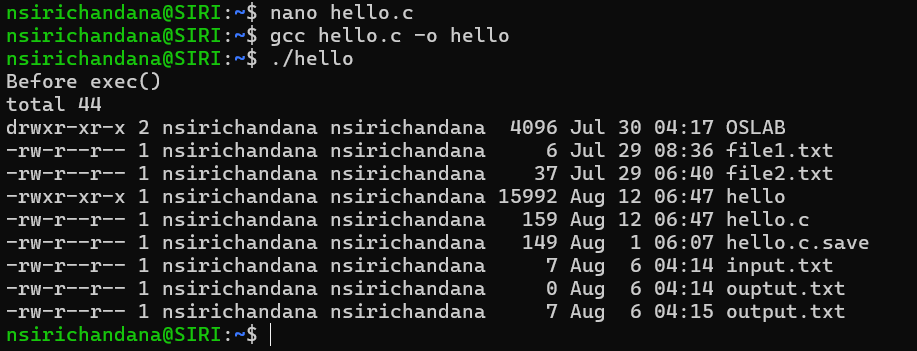 nsirichandana@SIRI:~$ nano hello.c
nsirichandana@SIRI:~$ gcc hello.c -o hello
nsirichandana@SIRI:~$ ./hello
Before exec()
total 44
drwxr-xr-x 2 nsirichandana nsirichandana  4096 Jul 30 04:17 OSLAB
-rw-r--r-- 1 nsirichandana nsirichandana     6 Jul 29 08:36 file1.txt
-rw-r--r-- 1 nsirichandana nsirichandana    37 Jul 29 06:40 file2.txt
-rwxr-xr-x 1 nsirichandana nsirichandana 15992 Aug 12 06:47 hello
-rw-r--r-- 1 nsirichandana nsirichandana   159 Aug 12 06:47 hello.c
-rw-r--r-- 1 nsirichandana nsirichandana   149 Aug  1 06:07 hello.c.save
-rw-r--r-- 1 nsirichandana nsirichandana     7 Aug  6 04:14 input.txt
-rw-r--r-- 1 nsirichandana nsirichandana     0 Aug  6 04:14 ouptut.txt
-rw-r--r-- 1 nsirichandana nsirichandana     7 Aug  6 04:15 output.txt
nsirichandana@SIRI:~$